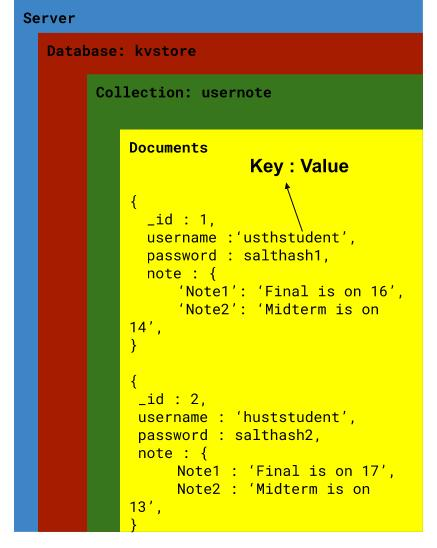 Server
Database: kvstore
Collection: usernote
Documents
Key : Value
{
_id : 1,
username :‘usthstudent’,
password : salthash1,
note : {
‘Note1’: ‘Final is on 16’,
‘Note2’: ‘Midterm is on
14’,
}
{
_id : 2,
username : ‘huststudent’,
password : salthash2,
note : {
Note1 : ‘Final is on 17’,
Note2 : ‘Midterm is on
13’,
}